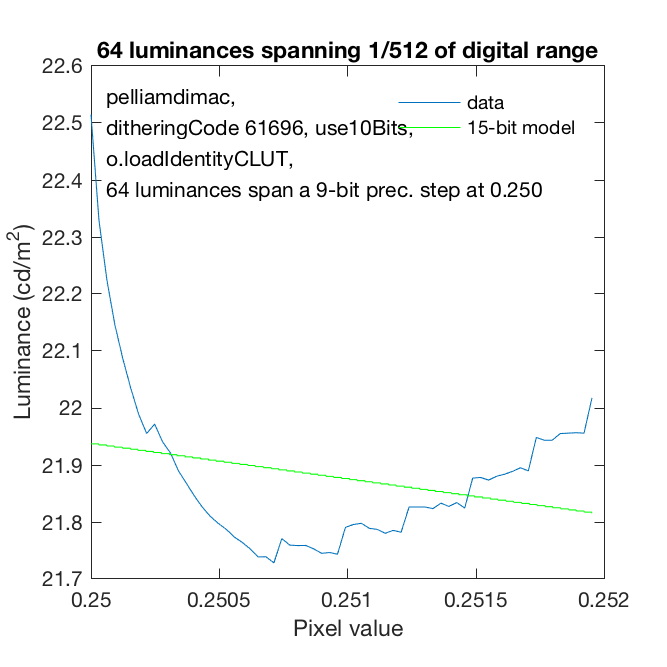 64 luminances spanning 1/512 of digital range
22.6
22.5
22.4
22.3
22.2
22.1
22
21.9
21.8
21.7
Luminance (cd/m²)
pelliamdimac,
ditheringCode 61696, use10Bits,
o.loadIdentityCLUT,
64 luminances span a 9-bit prec. step at 0.250
data
15-bit model
0.25 0.2505 0.251 0.2515 0.252
Pixel value